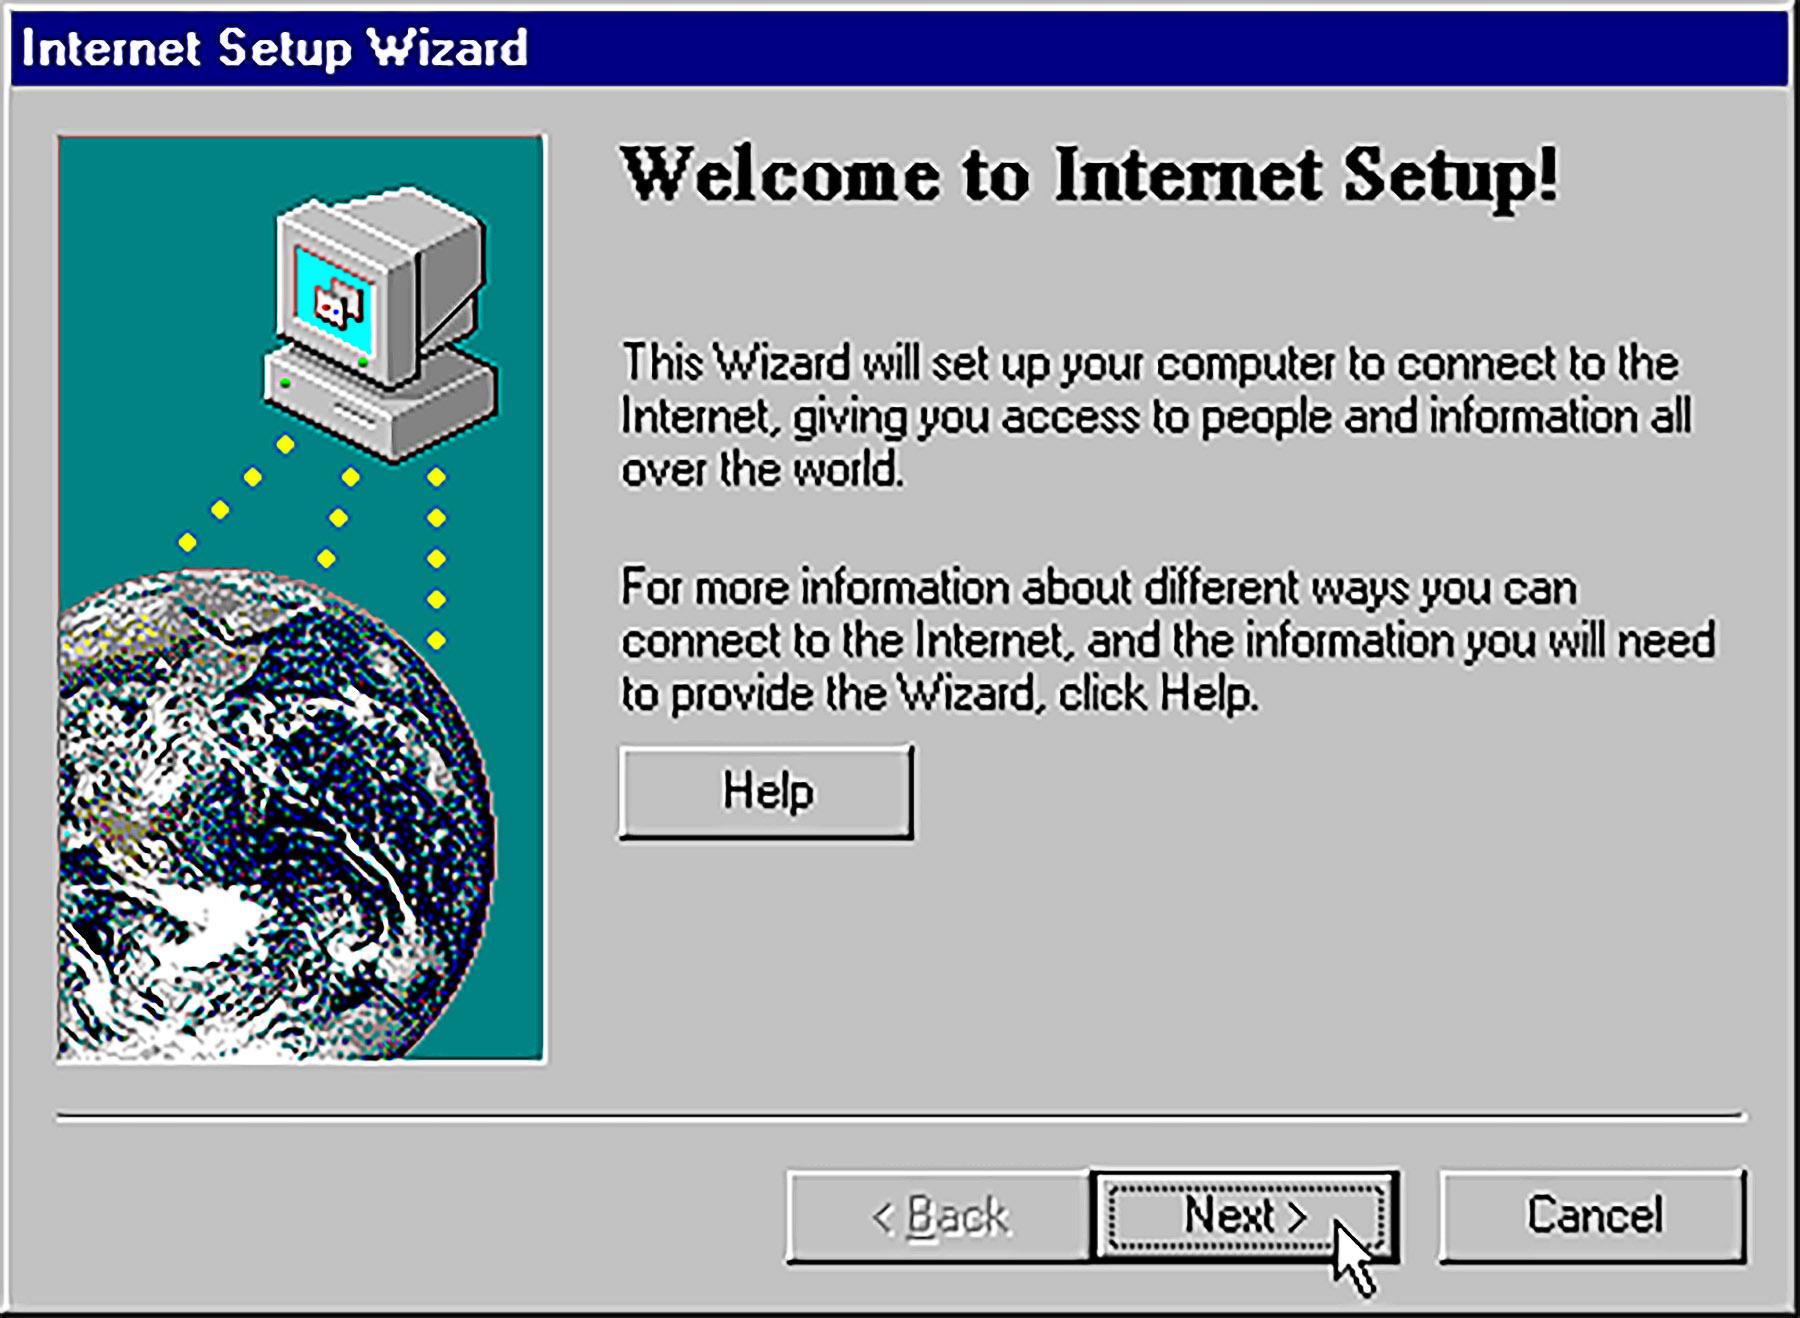 Internet Setup Wizard
Welcome to Internet Setup!
This Wizard will set up your computer to connect to the
Internet, giving you access to people and information all
over the world.
For more information about different ways you can
connect to the Internet, and the information you will need
to provide the Wizard, click Help.
Help
< Back
Next >
Cancel